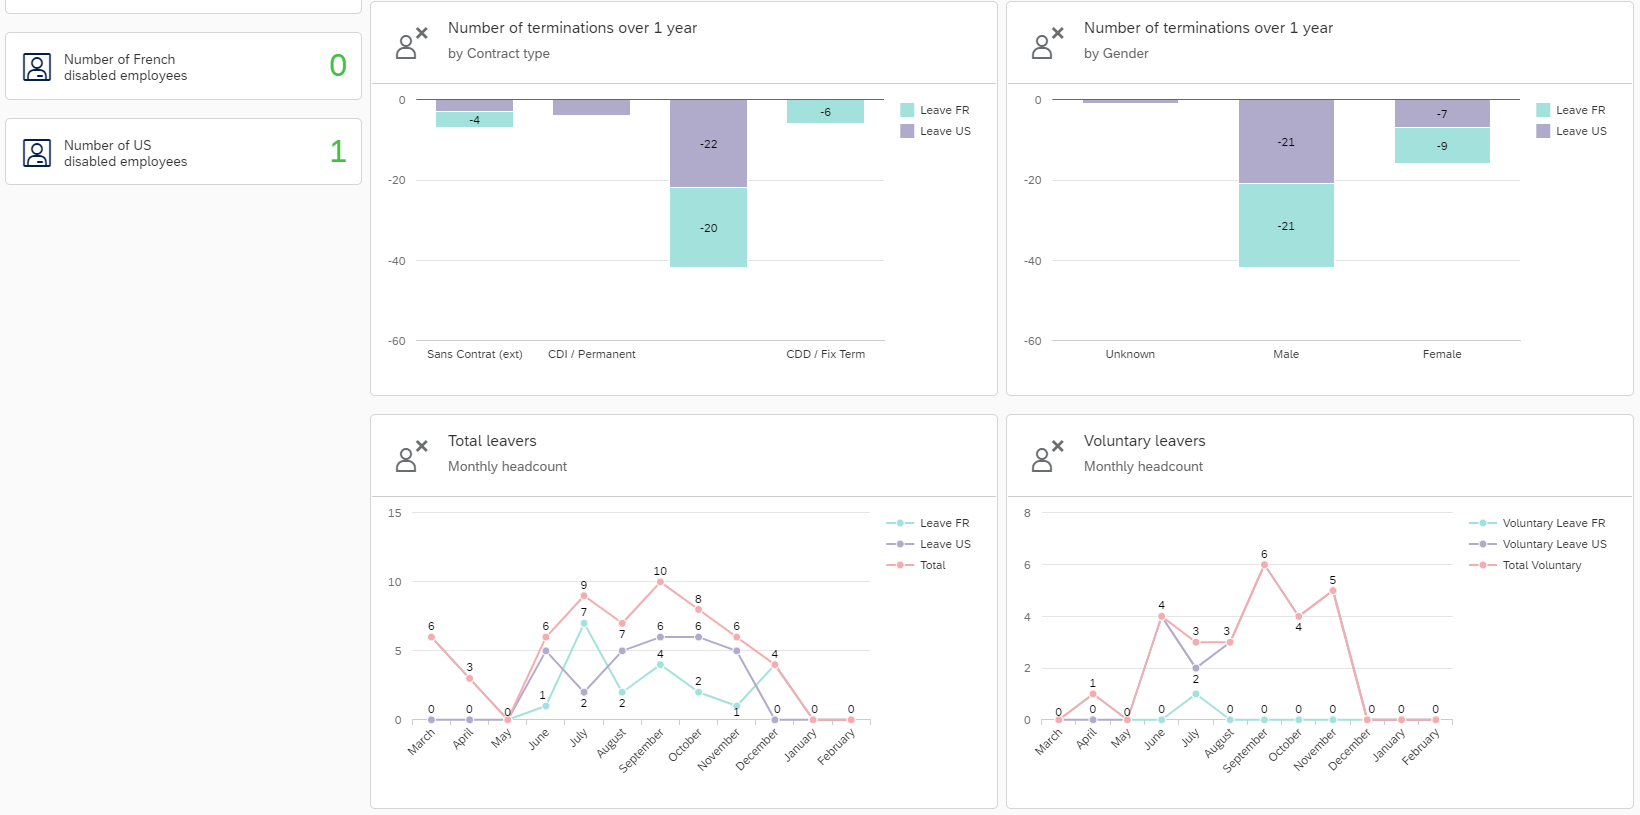 Number of French
disabled employees
0
Number of US
disabled employees
1
Number of terminations over 1 year
by Contract type
0
-20
-40
-60
-4
-22
-20
-6
Sans Contrat (ext)
CDI / Permanent
CDD / Fix Term
Leave FR
Leave US
Number of terminations over 1 year
by Gender
0
-20
-40
-60
-21
-21
-7
-9
Unknown
Male
Female
Leave FR
Leave US
Total leavers
Monthly headcount
15
10
5
0
6
3
0
0
0
6
1
9
7
2
7
2
10
6
4
8
6
2
6
1
4
0
0
0
March
April
May
June
July
August
September
October
November
December
January
February
Leave FR
Leave US
Total
Voluntary leavers
Monthly headcount
8
6
4
2
0
0
1
0
0
4
0
3
2
3
0
6
0
4
0
5
0
0
0
0
March
April
May
June
July
August
September
October
November
December
January
February
Voluntary Leave FR
Voluntary Leave US
Total Voluntary